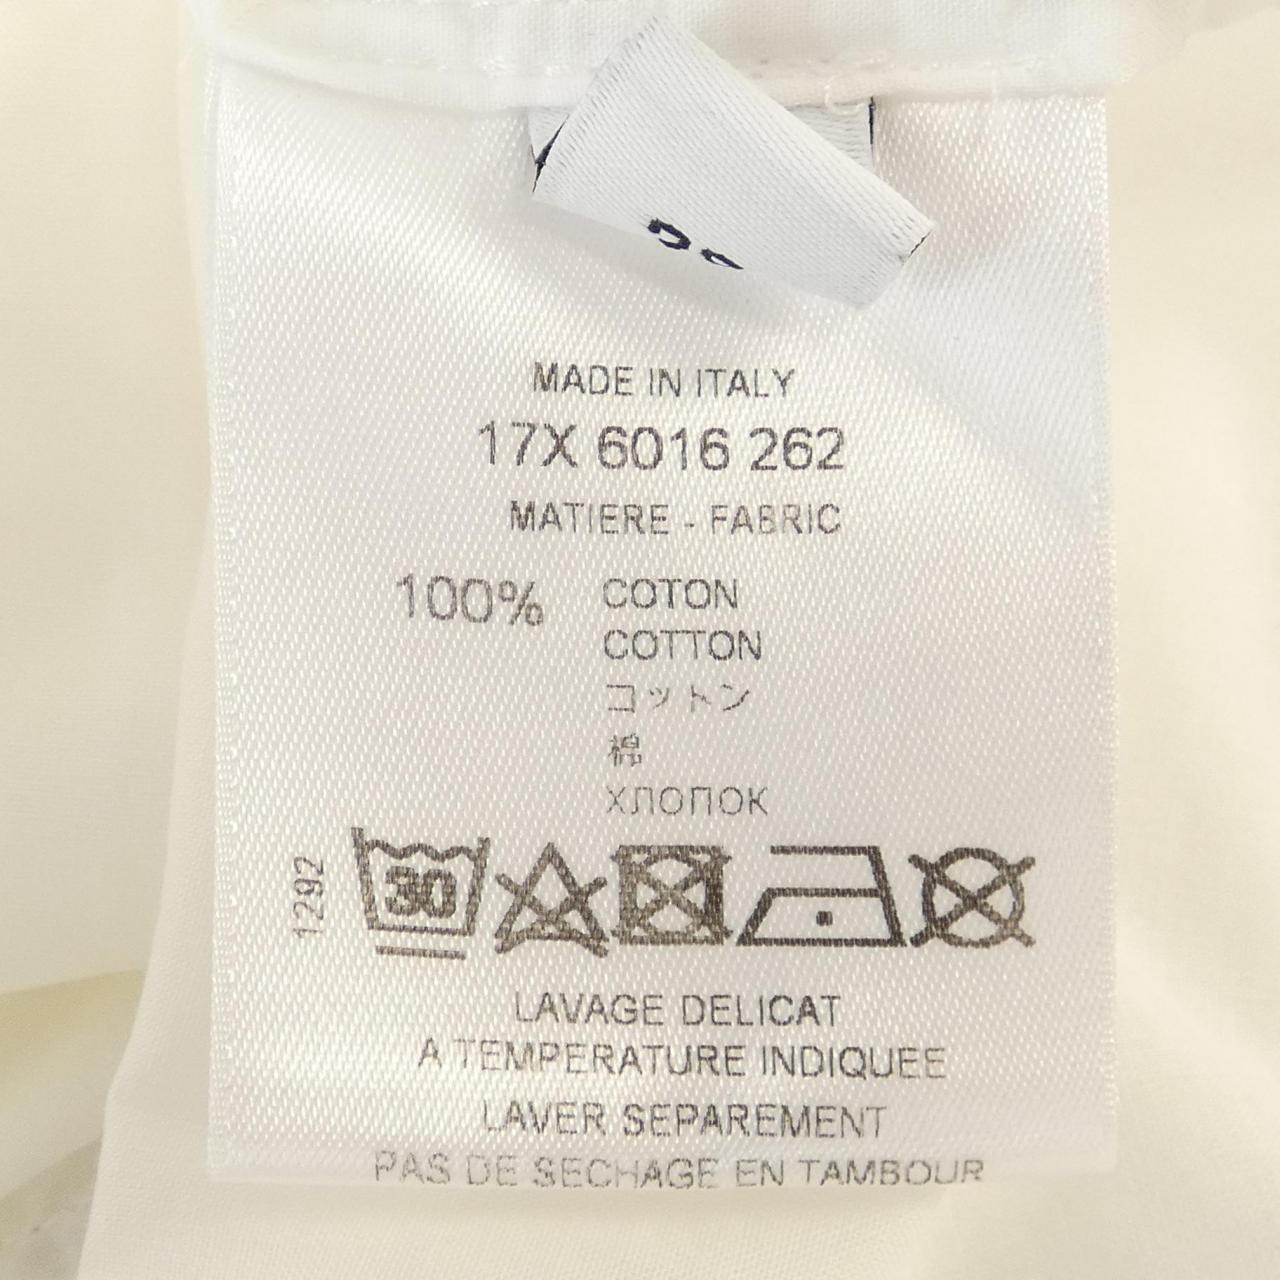 MADE IN ITALY
17X 6016 262
MATIERE - FABRIC
100% COTON
COTTON
コットン
棉
ХЛОПОК
1292
30
LAVAGE DELICAT
A TEMPERATURE INDIQUEE
LAVER SEPAREMENT
PAS DE SECHAGE EN TAMBOUR